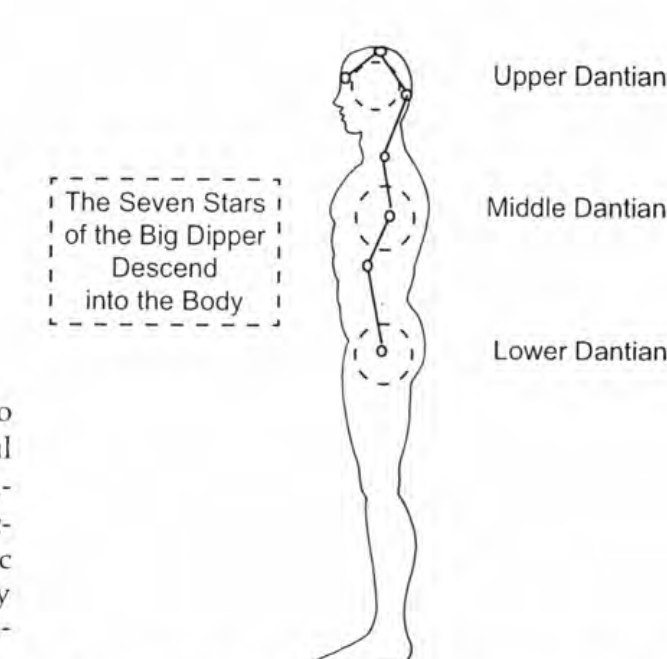 Upper Dantian
The Seven Stars
of the Big Dipper
Descend
into the Body
Middle Dantian
Lower Dantian